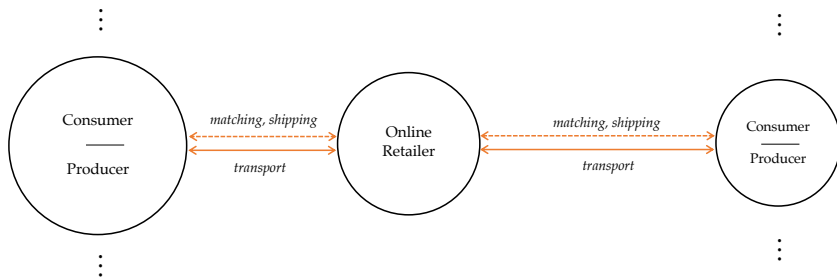 Consumer
Producer
matching, shipping
transport
Online
Retailer
matching, shipping
transport
Consumer
Producer